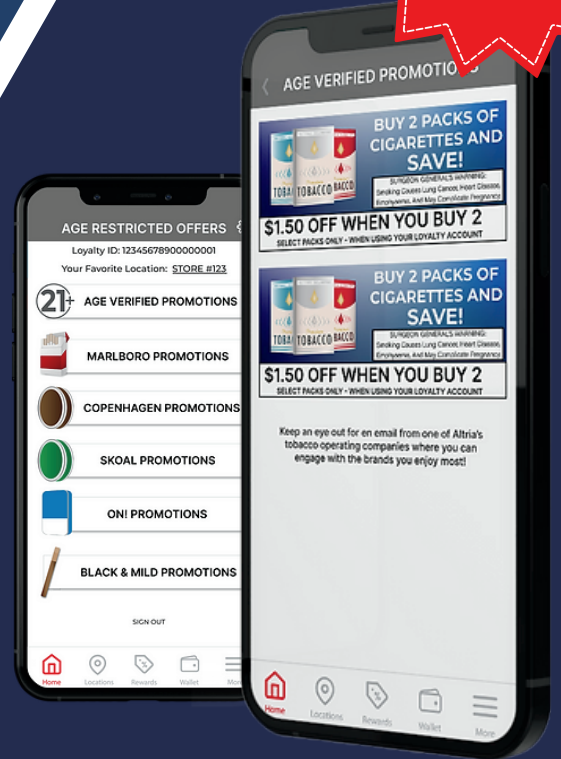 AGE RESTRICTED OFFERS
Loyalty ID: 12345678900000001
Your Favorite Location: STORE #123
21+ AGE VERIFIED PROMOTIONS
MARLBORO PROMOTIONS
COPENHAGEN PROMOTIONS
SKOAL PROMOTIONS
ON! PROMOTIONS
BLACK & MILD PROMOTIONS
SIGN OUT
Home
Locations
Rewards
Wallet
More
AGE VERIFIED
BUY 2 PACKS OF
CIGARETTES AND
SAVE!
SURGEON GENERAL'S WARNING:
Smoking Causes Lung Cancer, Heart Disease,
Emphysema, And May Complicate Pregnancy
TOBACCO
$1.50 OFF WHEN YOU BUY 2
SELECT PACKS ONLY - WHEN USING YOUR LOYALTY ACCOUNT
BUY 2 PACKS OF
CIGARETTES AND
SAVE!
SURGEON GENERAL'S WARNING:
Smoking Causes Lung Cancer, Heart Disease,
Emphysema, And May Complicate Pregnancy
TOBACCO
$1.50 OFF WHEN YOU BUY 2
SELECT PACKS ONLY - WHEN USING YOUR LOYALTY ACCOUNT
Keep an eye out for en email from one of Altria's
tobacco operating companies where you can
engage with the brands you enjoy most!
Home
Locations
Rewards
Wallet
More